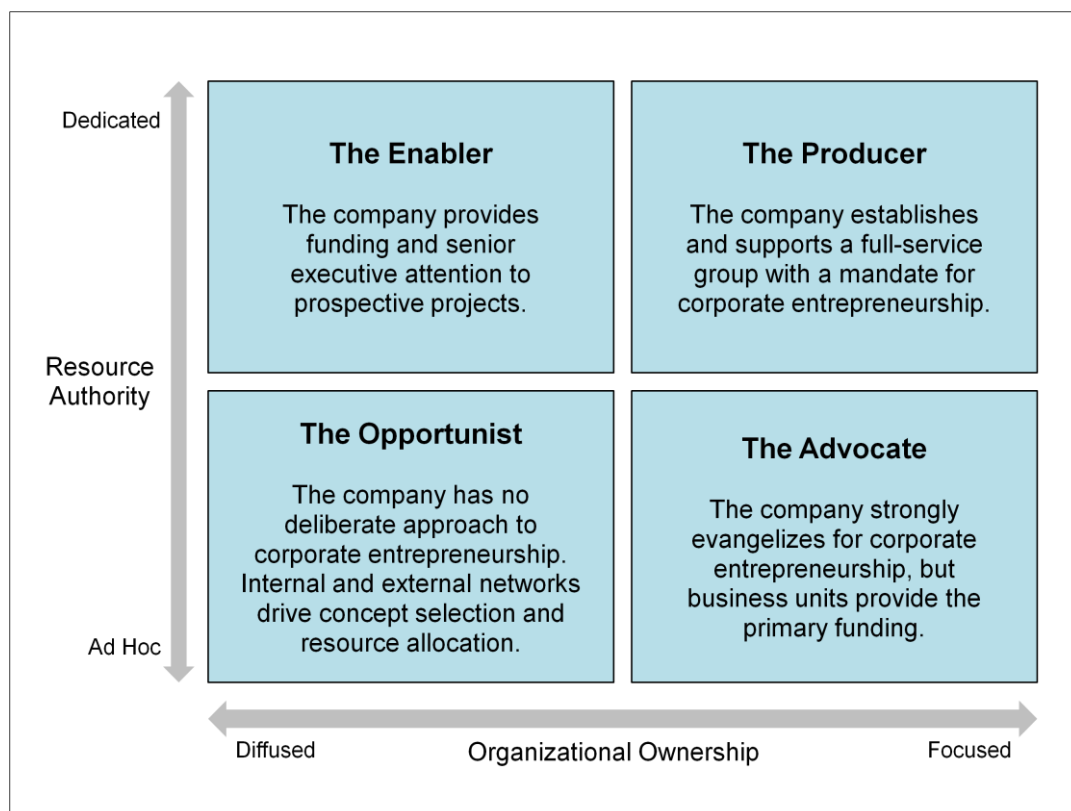 Dedicated
Resource
Authority
Ad Hoc
The Enabler
The company provides
funding and senior
executive attention to
prospective projects.
The Producer
The company establishes
and supports a full-service
group with a mandate for
corporate entrepreneurship.
The Opportunist
The company has no
deliberate approach to
corporate entrepreneurship.
Internal and external networks
drive concept selection and
resource allocation.
The Advocate
The company strongly
evangelizes for corporate
entrepreneurship, but
business units provide the
primary funding.
Diffused
Organizational Ownership
Focused